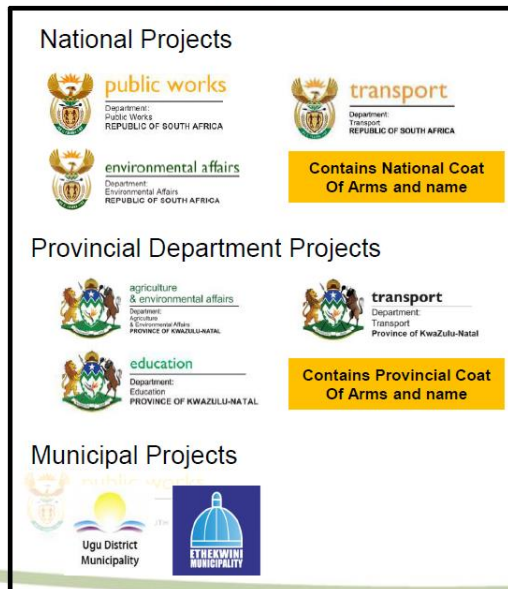 National Projects
public works
Department:
Public Works
REPUBLIC OF SOUTH AFRICA
transport
Department:
Transport
REPUBLIC OF SOUTH AFRICA
environmental affairs
Department:
Environmental Affairs
REPUBLIC OF SOUTH AFRICA
Contains National Coat
Of Arms and name
Provincial Department Projects
agriculture
& environmental affairs
Department:
Agriculture
& Environmental Affairs
PROVINCE OF KWAZULU-NATAL
transport
Department:
Transport
Province of KwaZulu-Natal
education
Department:
Education
PROVINCE OF KWAZULU-NATAL
Contains Provincial Coat
Of Arms and name
Municipal Projects
public works
Ugu District
Municipality
ETHEKWINI
MUNICIPALITY